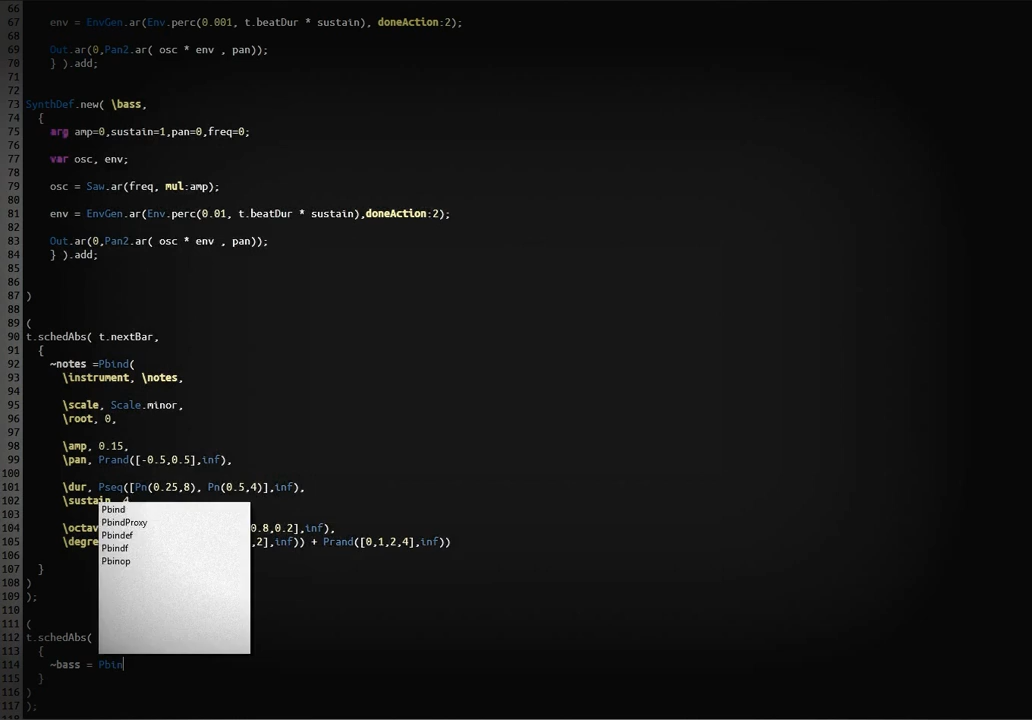 66
67 env = EnvGen.ar(Env.perc(0.001, t.beatDur * sustain), doneAction:2);
68
69 Out.ar(0,Pan2.ar( osc * env , pan));
70 } ).add;
71
72
73 SynthDef.new( \bass,
74 {
75 arg amp=0,sustain=1,pan=0,freq=0;
76
77 var osc, env;
78
79 osc = Saw.ar(freq, mul:amp);
80
81 env = EnvGen.ar(Env.perc(0.01, t.beatDur * sustain),doneAction:2);
82
83 Out.ar(0,Pan2.ar( osc * env , pan));
84 } ).add;
85
86
87 )
88
89 (
90 t.schedAbs( t.nextBar,
91 {
92 ~notes =Pbind(
93 \instrument, \notes,
94
95 \scale, Scale.minor,
96 \root, 0,
97
98 \amp, 0.15,
99 \pan, Prand([-0.5,0.5],inf),
100
101 \dur, Pseq([Pn(0.25,8), Pn(0.5,4)],inf),
102 \sustain, 4
Pbind
PbindProxy
Pbindef
Pbindf
Pbinop
104 \octav 0.8,0.2],inf),
105 \degre ,2],inf)) + Prand([0,1,2,4],inf))
106
107 }
108 )
109 );
110
111 (
112 t.schedAbs(
113 {
114 ~bass = Pbin
115 }
116 )
117 );
118